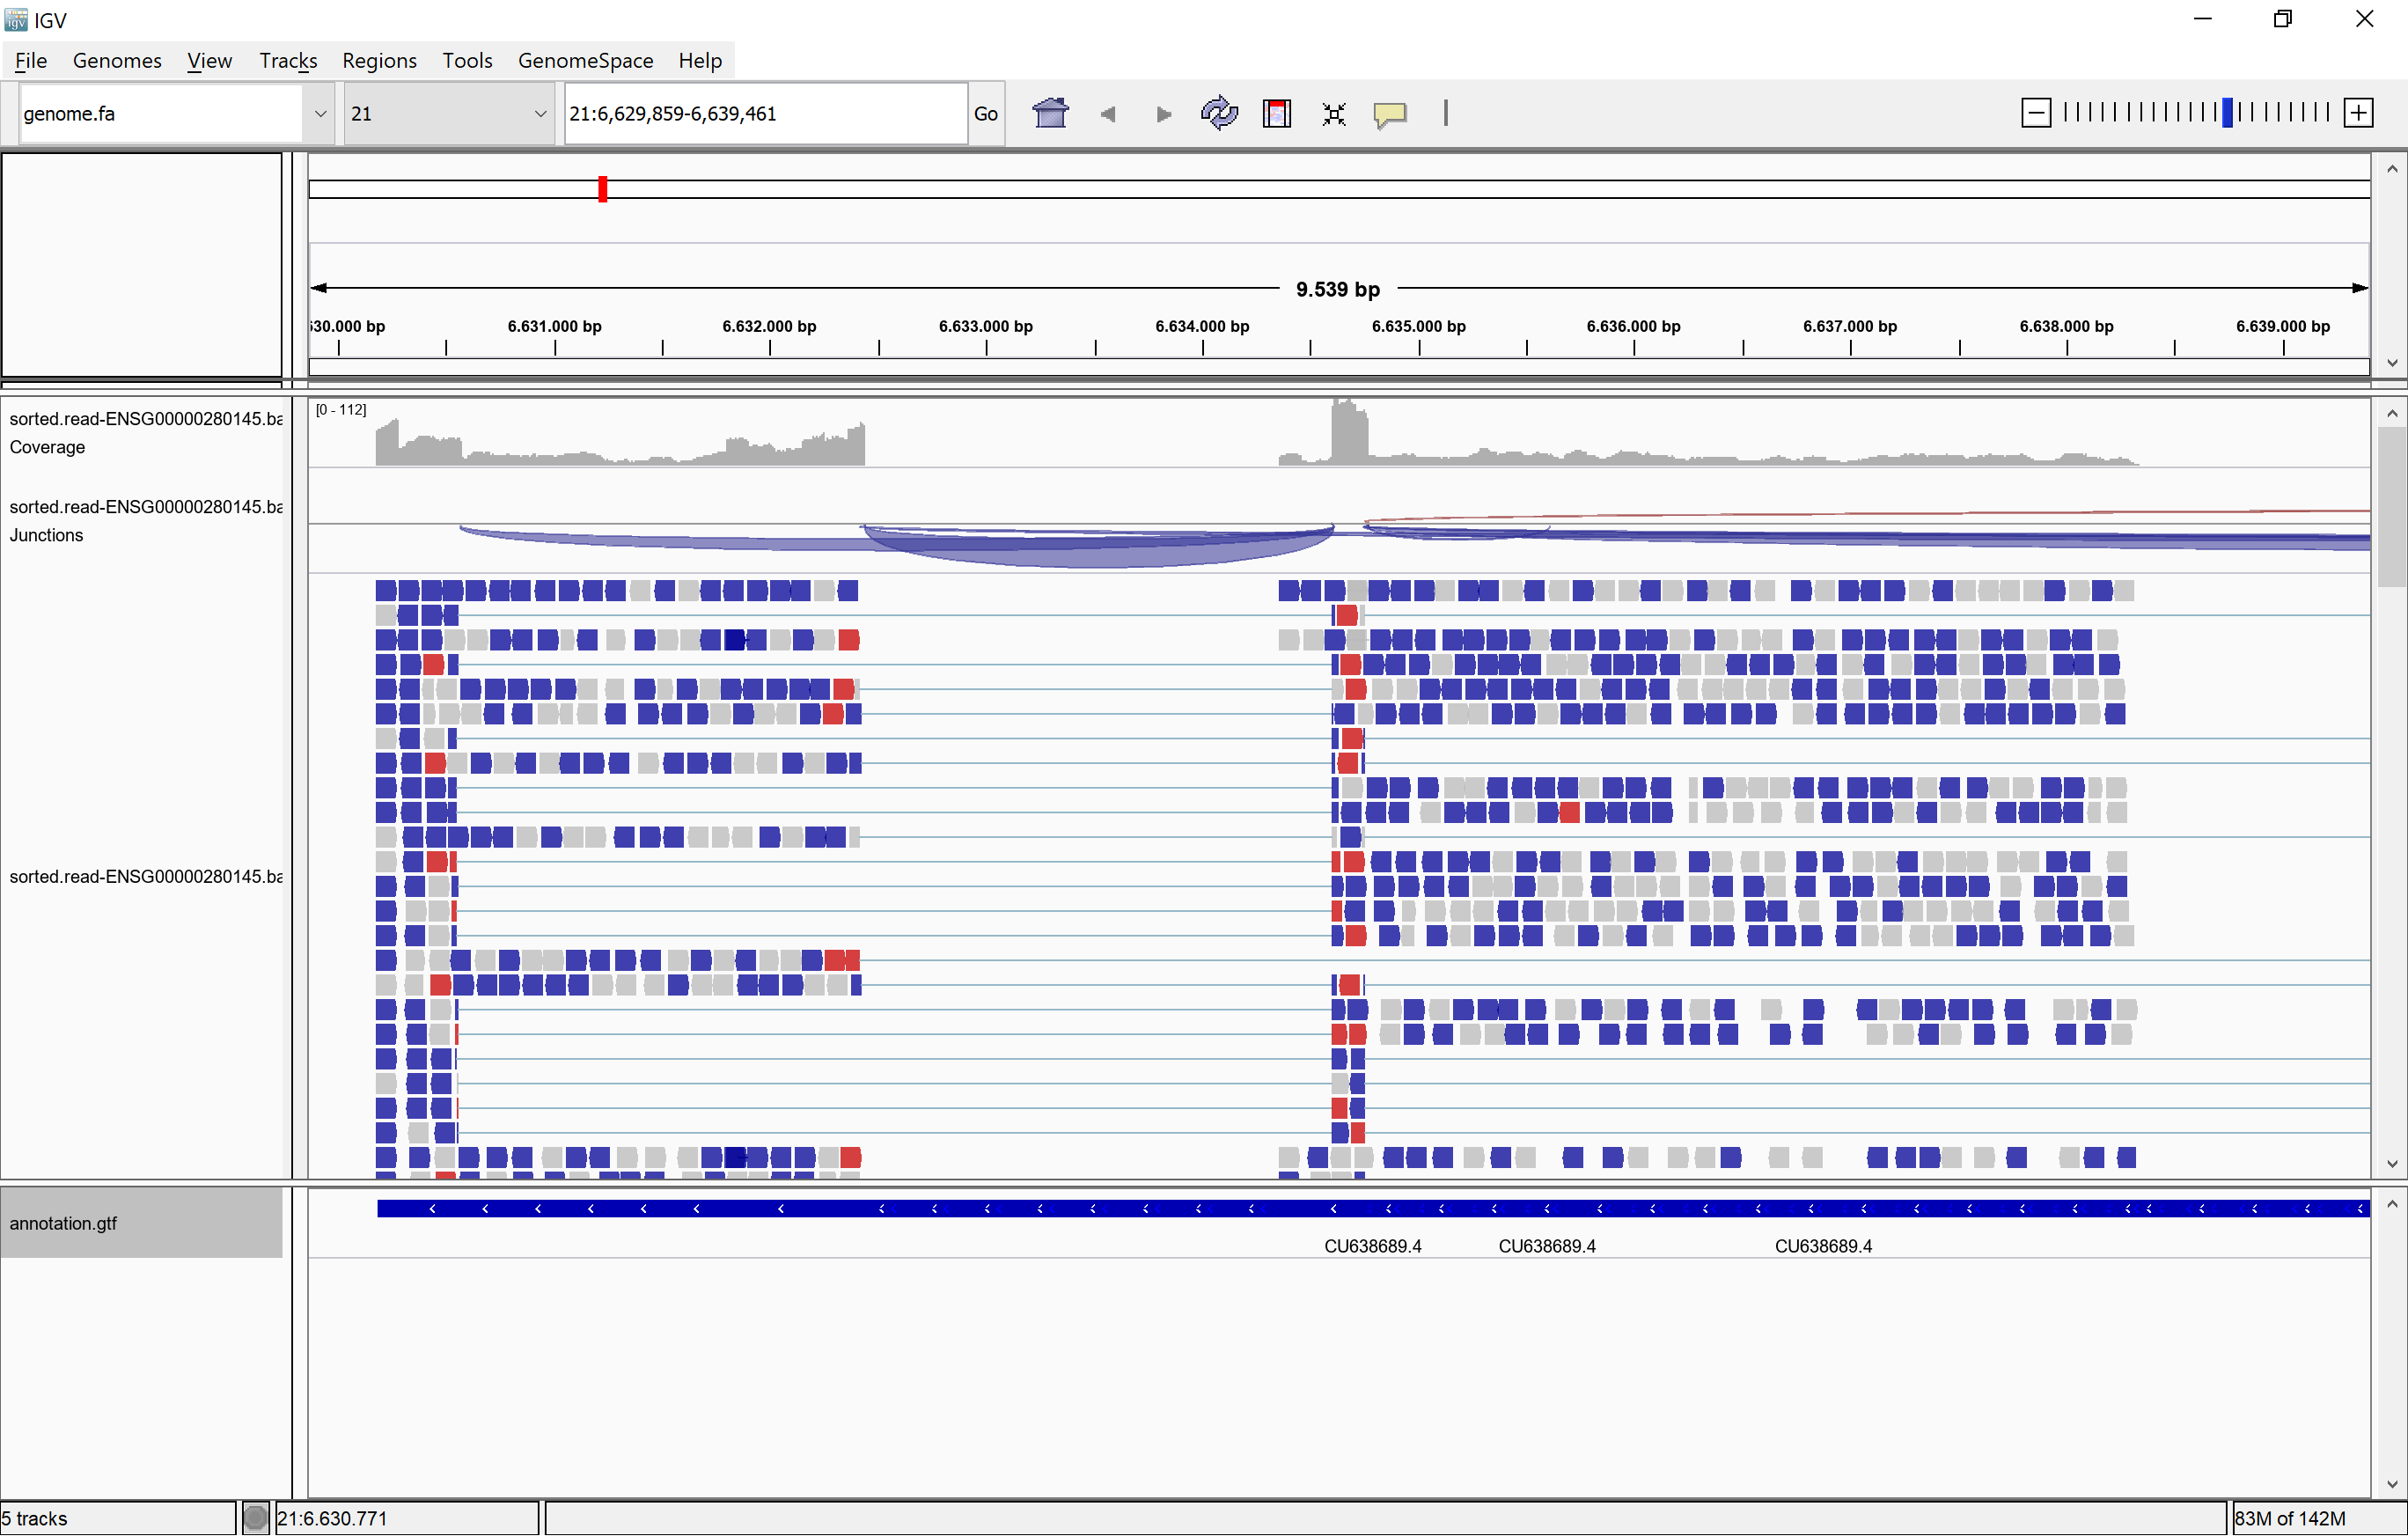 IGV
File Genomes View Tracks Regions Tools GenomeSpace Help
genome.fa 21 21:6,629,859-6,639,461 Go
9.539 bp
630.000 bp 6.631.000 bp 6.632.000 bp 6.633.000 bp 6.634.000 bp 6.635.000 bp 6.636.000 bp 6.637.000 bp 6.638.000 bp 6.639.000 bp
[0 - 112]
sorted.read-ENSG00000280145.ba
Coverage
sorted.read-ENSG00000280145.ba
Junctions
sorted.read-ENSG00000280145.ba
annotation.gtf
CU638689.4 CU638689.4 CU638689.4
5 tracks 21:6.630.771 83M of 142M